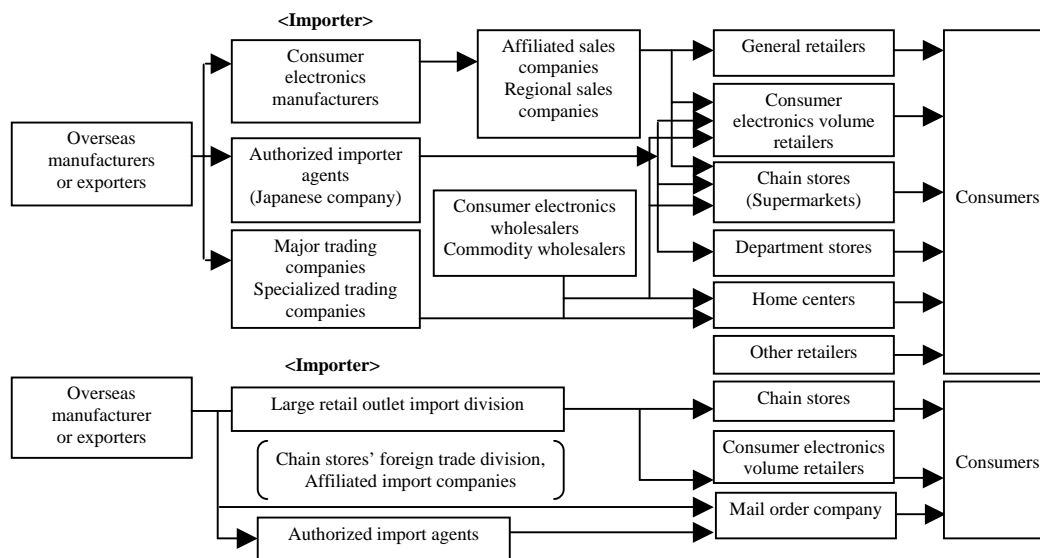 <Importer>
Overseas
manufacturers
or exporters
Consumer
electronics
manufacturers
Authorized importer
agents
(Japanese company)
Major trading
companies
Specialized trading
companies
Affiliated sales
companies
Regional sales
companies
Consumer electronics
wholesalers
Commodity wholesalers
General retailers
Consumer
electronics volume
retailers
Chain stores
(Supermarkets)
Department stores
Home centers
Other retailers
Consumers
<Importer>
Overseas
manufacturer
or exporters
Large retail outlet import division
Chain stores’ foreign trade division,
Affiliated import companies
Authorized import agents
Chain stores
Consumer electronics
volume retailers
Mail order company
Consumers